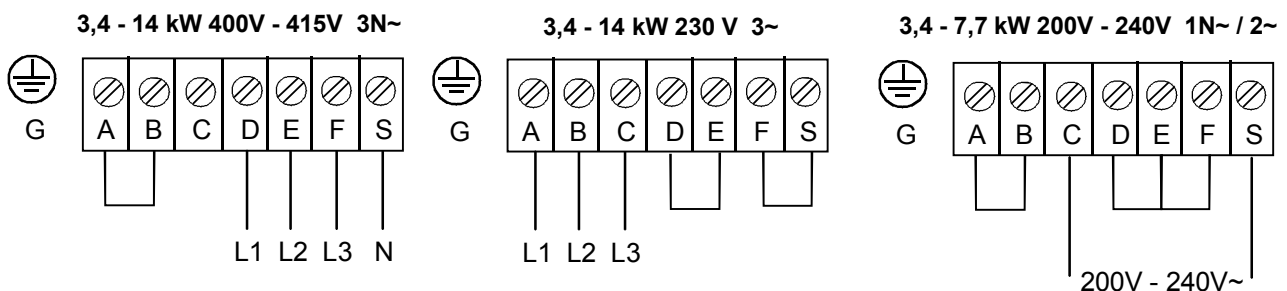 3,4 - 14 kW 400V - 415V 3N~
G A B C D E F S
L1 L2 L3 N
3,4 - 14 kW 230 V 3~
G A B C D E F S
L1 L2 L3
3,4 - 7,7 kW 200V - 240V 1N~ / 2~
G A B C D E F S
200V - 240V~